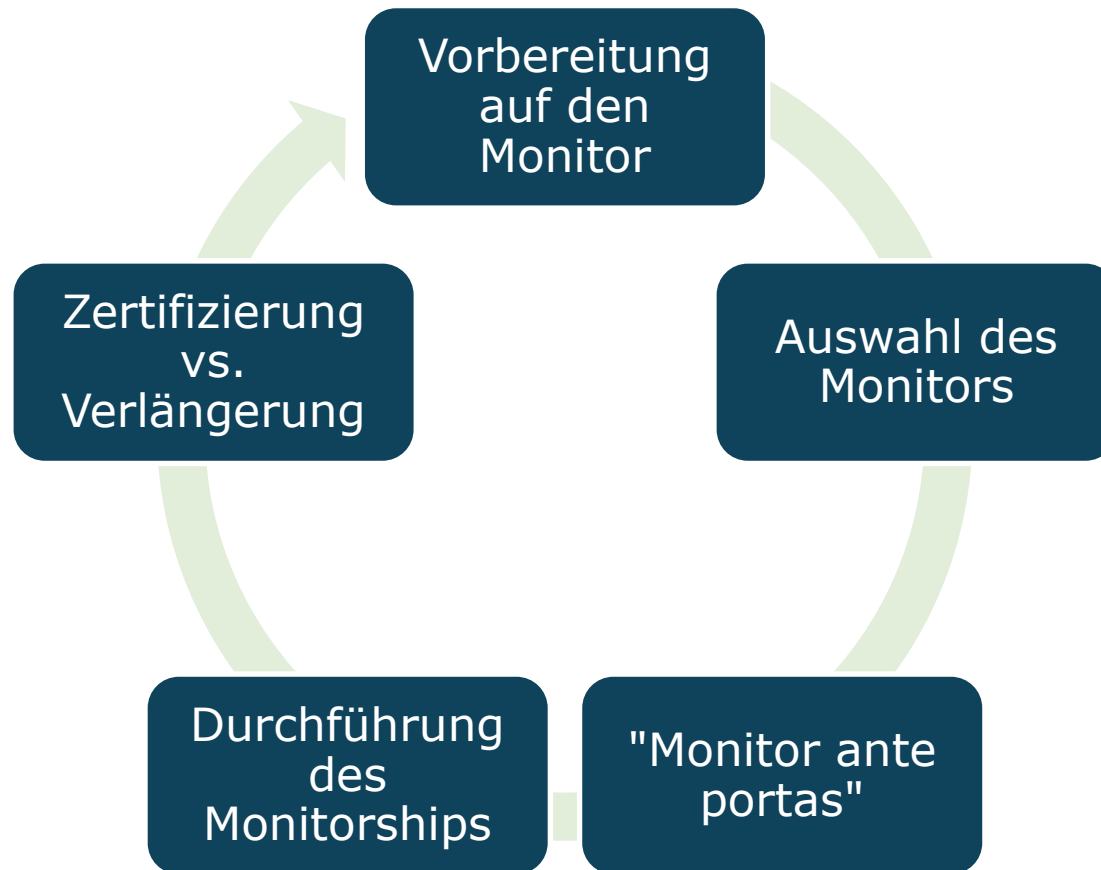 Vorbereitung
auf den
Monitor
Auswahl des
Monitors
"Monitor ante
portas"
Durchführung
des
Monitorships
Zertifizierung
vs.
Verlängerung